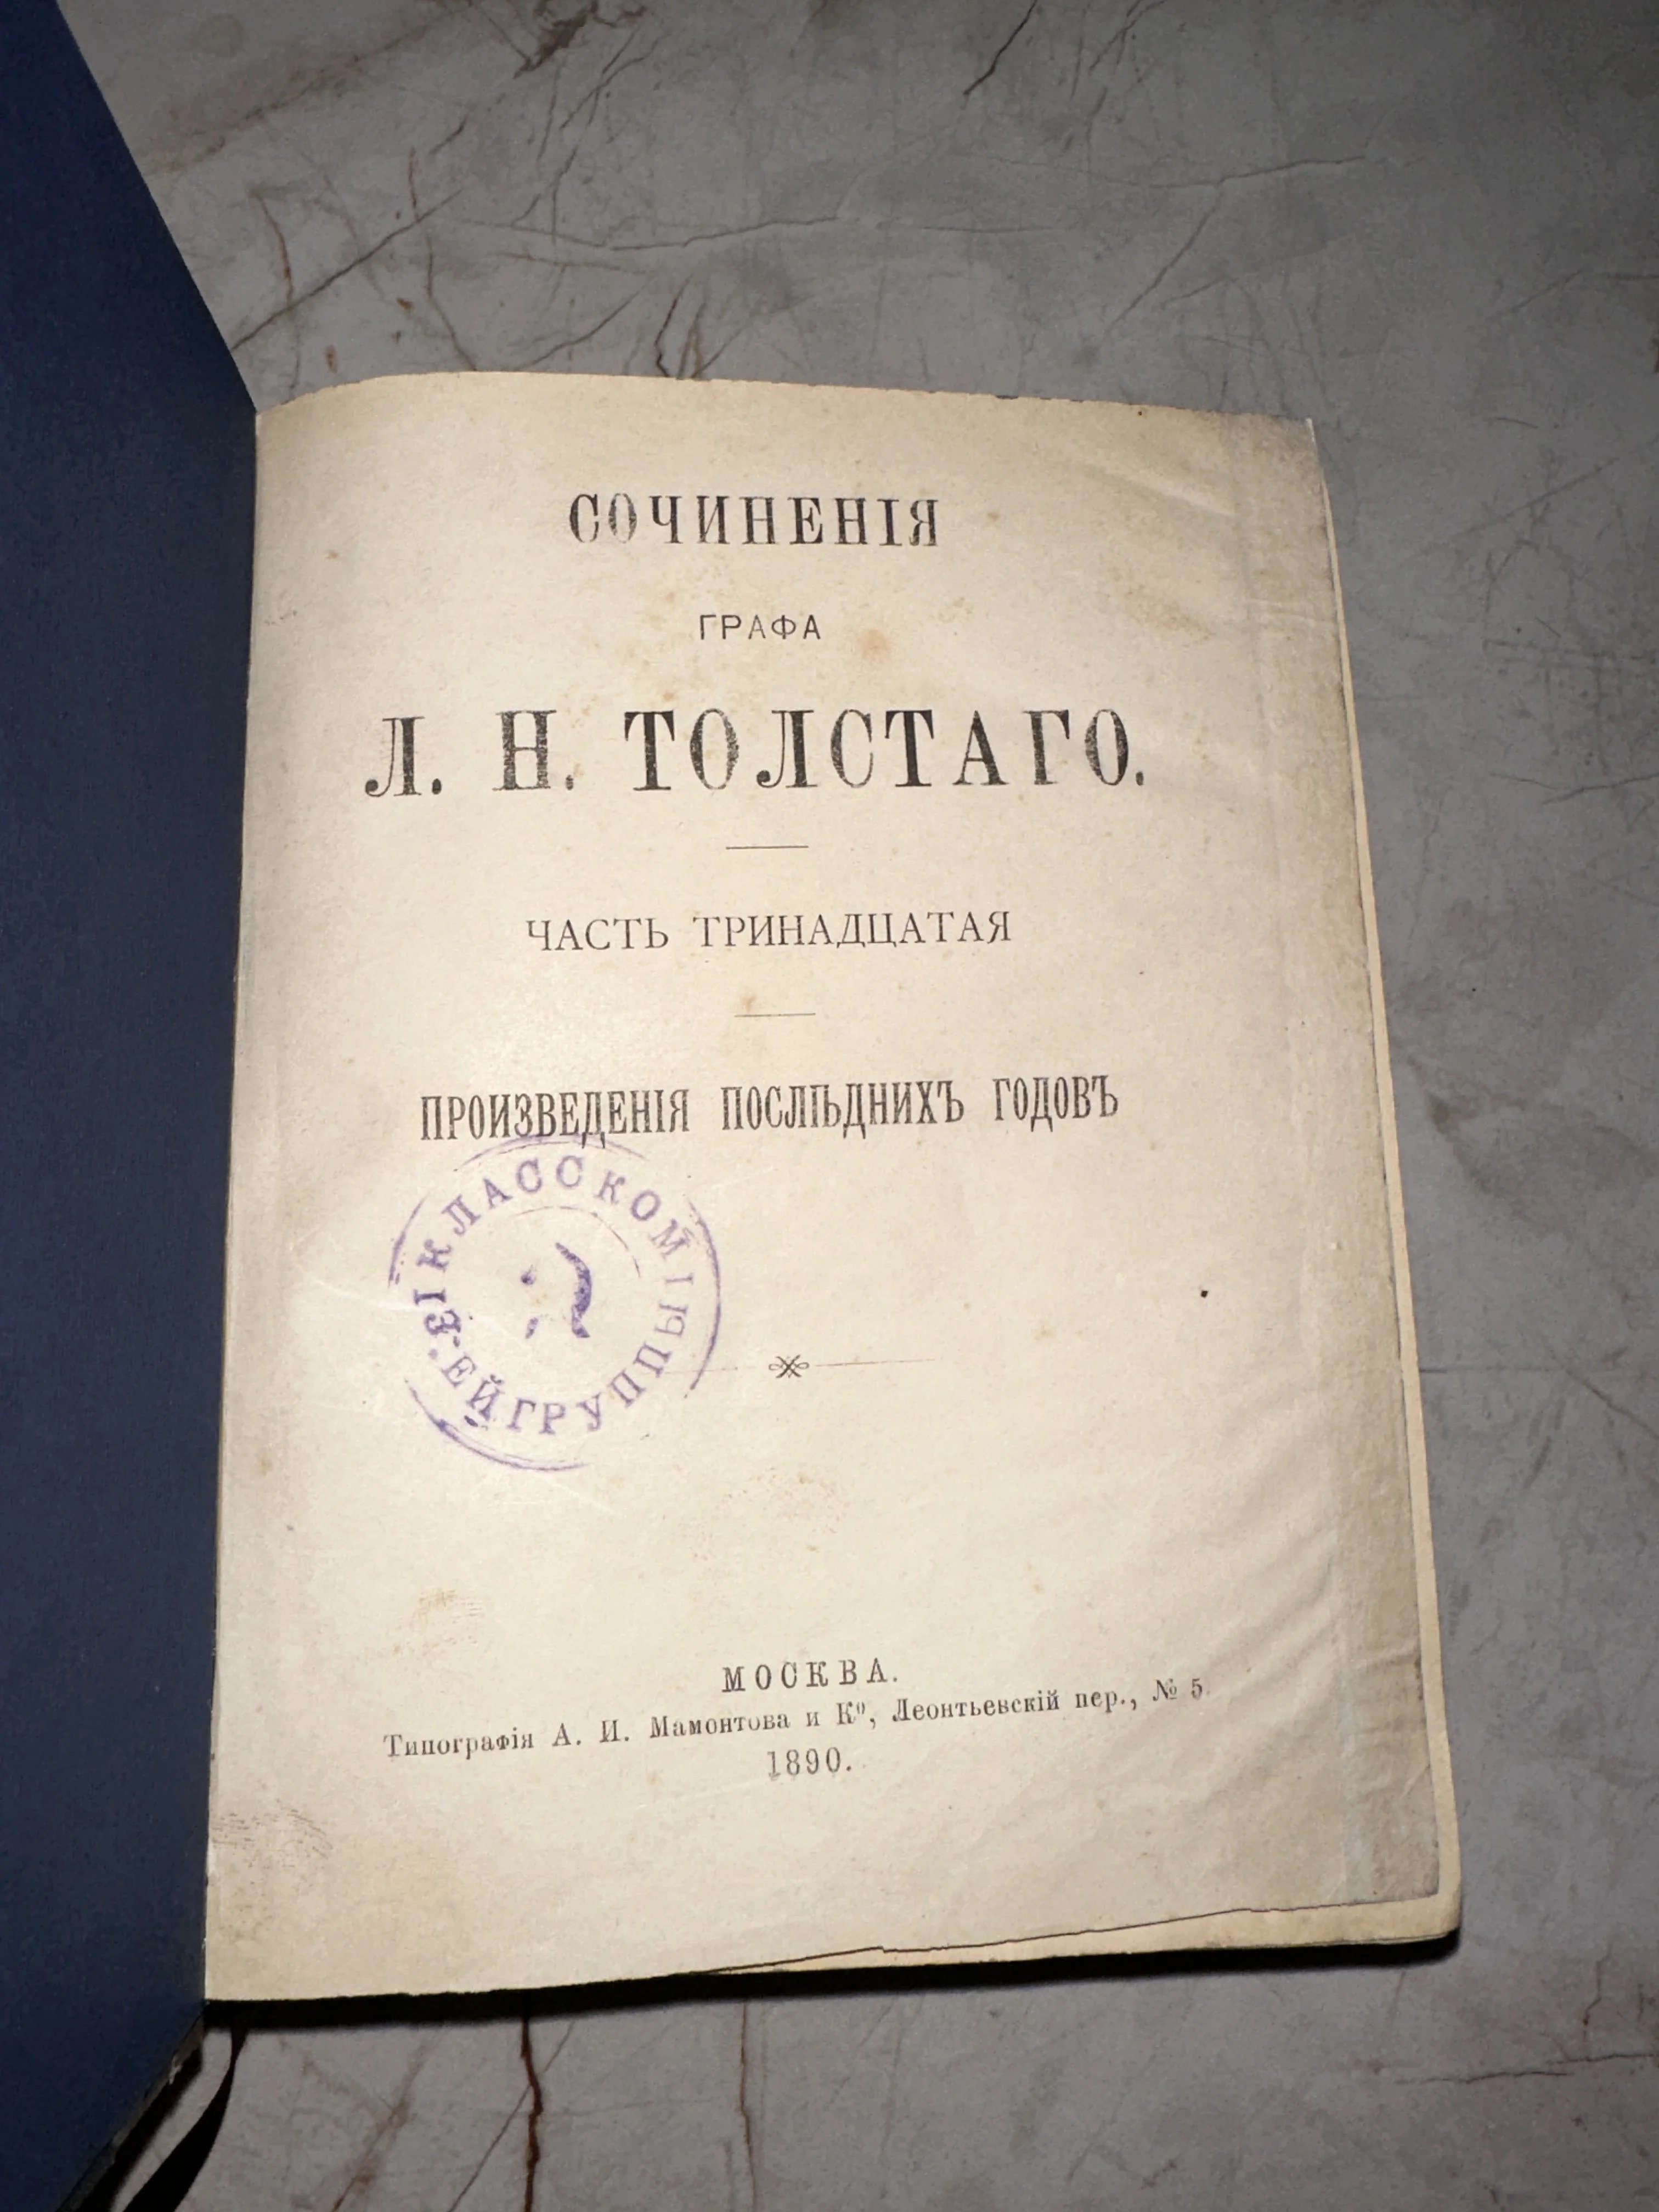 СОЧИНЕНІЯ
ГРАФА
Л. Н. ТОЛСТАГО.
ЧАСТЬ ТРИНАДЦАТАЯ
ПРОИЗВЕДЕНІЯ ПОСЛѢДНИХЪ ГОДОВЪ
КЛАССКОМ
ЕЙ ГРУППЫ
МОСКВА.
Типографія А. И. Мамонтова и Кº, Леонтьевскій пер., № 5.
1890.